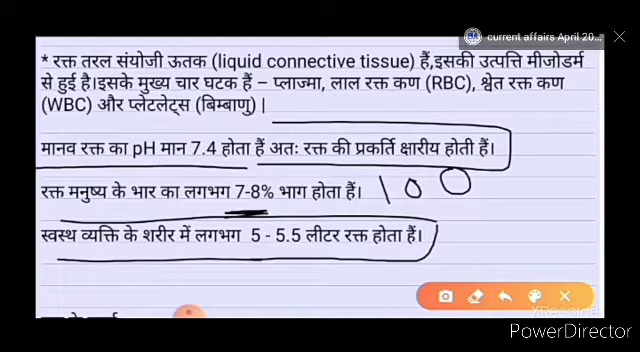 current affairs April 20...
* रक्त तरल संयोजी ऊतक (liquid connective tissue) हैं,इसकी उत्पत्ति मीजोडर्म
से हुई है।इसके मुख्य चार घटक हैं – प्लाज्मा, लाल रक्त कण (RBC), श्वेत रक्त कण
(WBC) और प्लेटलेट्स (बिम्बाणु) |
मानव रक्त का pH मान 7.4 होता हैं अतः रक्त की प्रकर्ति क्षारीय होती हैं।
रक्त मनुष्य के भार का लगभग 7-8% भाग होता हैं। 100
स्वस्थ व्यक्ति के शरीर में लगभग 5 - 5.5 लीटर रक्त होता हैं।
PowerDirector